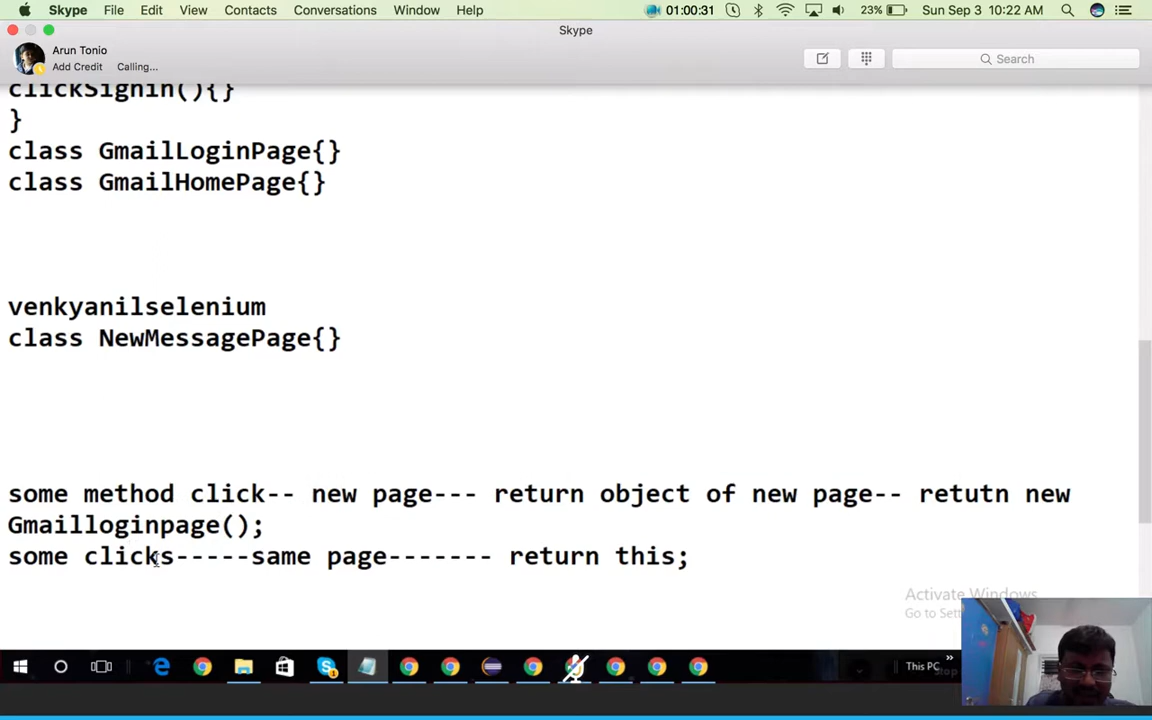 Skype File Edit View Contacts Conversations Window Help 01:00:31 23% Sun Sep 3 10:22 AM
Skype
Arun Tonio
Add Credit Calling...
Search
clickSignin(){}
}
class GmailLoginPage{}
class GmailHomePage{}
venkyanilselenium
class NewMessagePage{}
some method click-- new page--- return object of new page-- retutn new
Gmailloginpage();
some clicks-----same page------- return this;
Activate Windows
Go to Sett
This PC